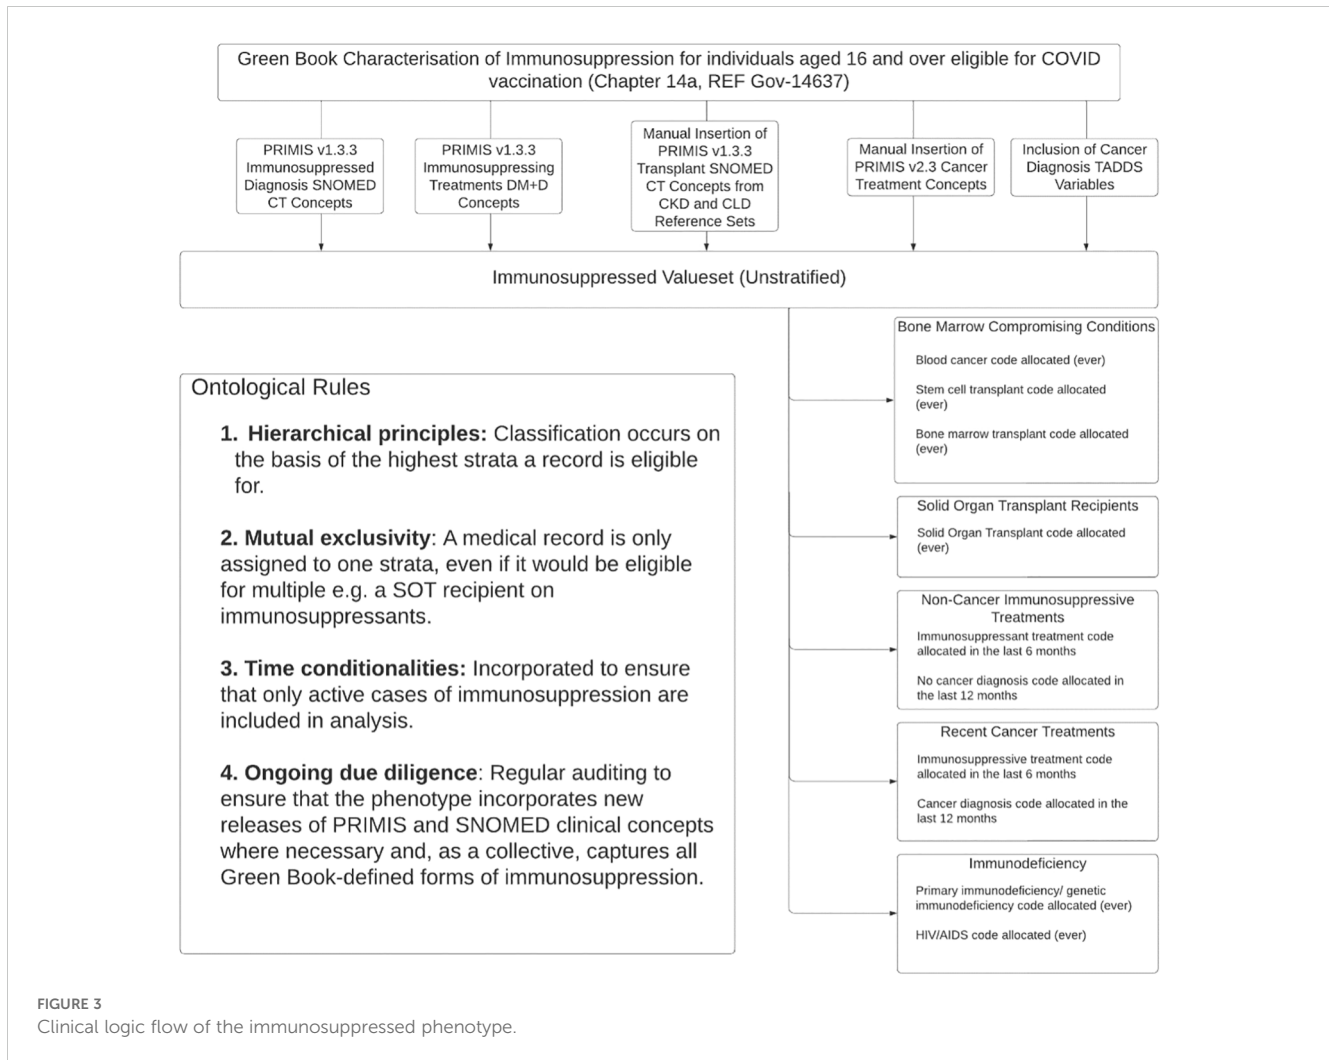 Green Book Characterisation of Immunosuppression for individuals aged 16 and over eligible for COVID
vaccination (Chapter 14a, REF Gov-14637)
PRIMIS v1.3.3
Immunosuppressed
Diagnosis SNOMED
CT Concepts
PRIMIS v1.3.3
Immunosuppressing
Treatments DM+D
Concepts
Manual Insertion of
PRIMIS v1.3.3
Transplant SNOMED
CT Concepts from
CKD and CLD
Reference Sets
Manual Insertion of
PRIMIS v2.3 Cancer
Treatment Concepts
Inclusion of Cancer
Diagnosis TADDS
Variables
Immunosuppressed Valueset (Unstratified)
Ontological Rules
1. Hierarchical principles: Classification occurs on
the basis of the highest strata a record is eligible
for.
2. Mutual exclusivity: A medical record is only
assigned to one strata, even if it would be eligible
for multiple e.g. a SOT recipient on
immunosuppressants.
3. Time conditionalities: Incorporated to ensure
that only active cases of immunosuppression are
included in analysis.
4. Ongoing due diligence: Regular auditing to
ensure that the phenotype incorporates new
releases of PRIMIS and SNOMED clinical concepts
where necessary and, as a collective, captures all
Green Book-defined forms of immunosuppression.
Bone Marrow Compromising Conditions
Blood cancer code allocated (ever)
Stem cell transplant code allocated
(ever)
Bone marrow transplant code allocated
(ever)
Solid Organ Transplant Recipients
Solid Organ Transplant code allocated
(ever)
Non-Cancer Immunosuppressive
Treatments
Immunosuppressant treatment code
allocated in the last 6 months
No cancer diagnosis code allocated in
the last 12 months
Recent Cancer Treatments
Immunosuppressive treatment code
allocated in the last 6 months
Cancer diagnosis code allocated in the
last 12 months
Immunodeficiency
Primary immunodeficiency/ genetic
immunodeficiency code allocated (ever)
HIV/AIDS code allocated (ever)
FIGURE 3
Clinical logic flow of the immunosuppressed phenotype.